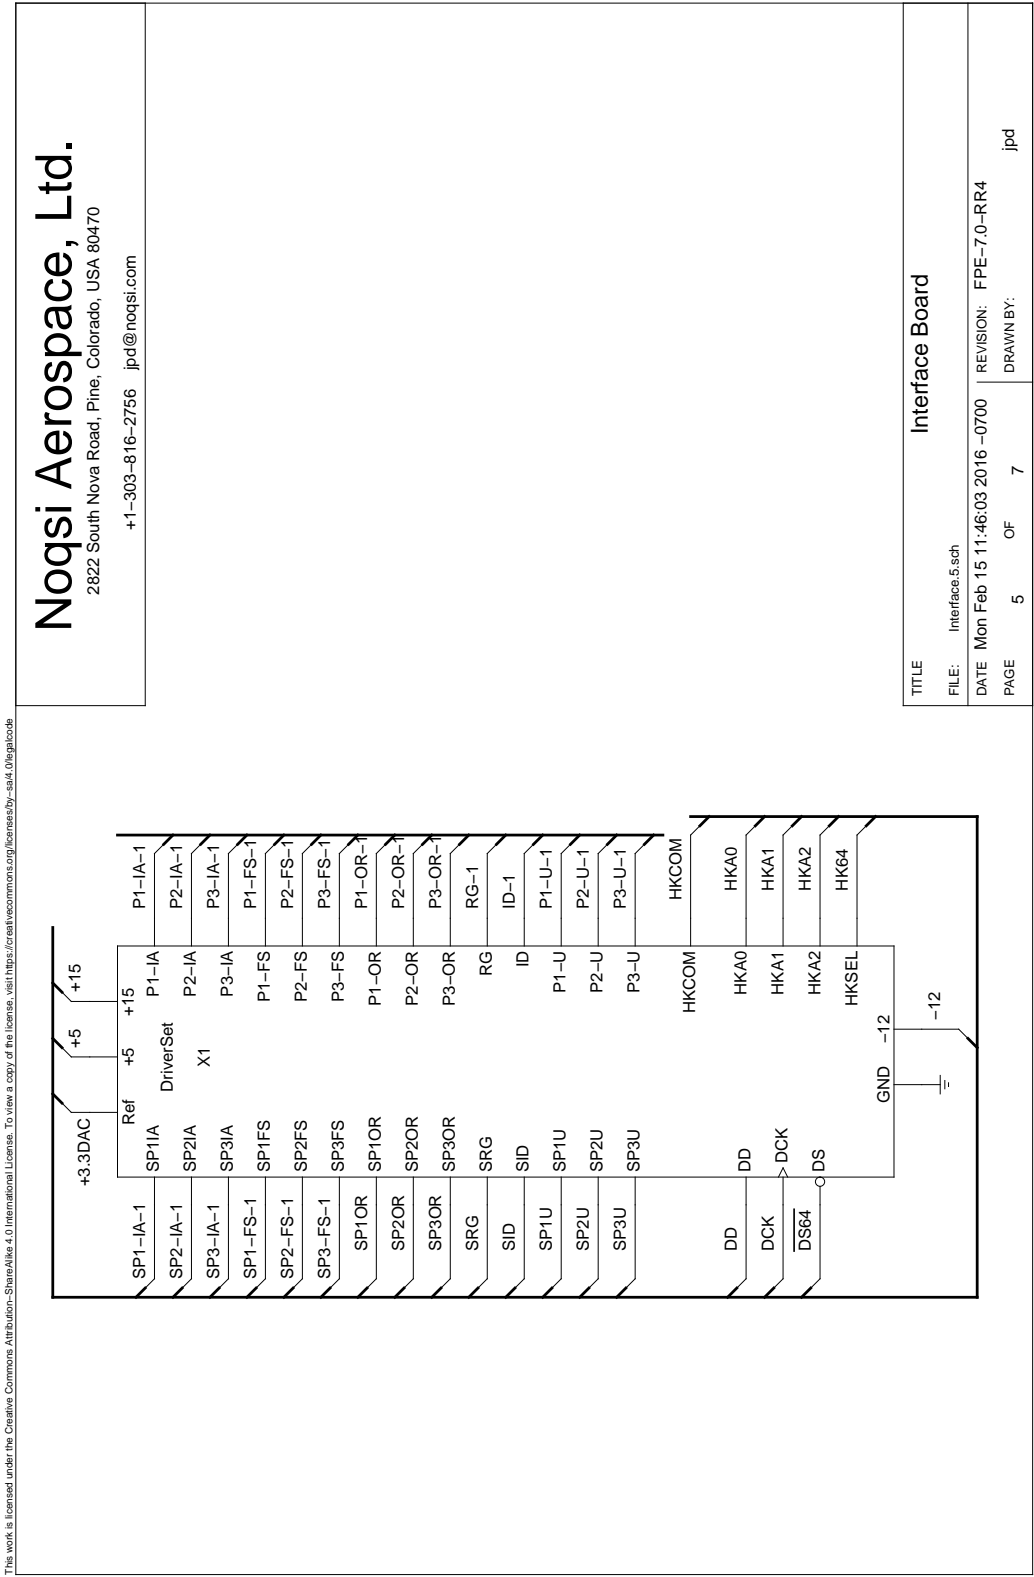 This work is licensed under the Creative Commons Attribution−ShareAlike 4.0 International License. To view a copy of the license, visit https://creativecommons.org/licenses/by−sa/4.0/legalcode
Noqsi Aerospace, Ltd.
2822 South Nova Road, Pine, Colorado, USA 80470
+1−303−816−2756 jpd@noqsi.com
+3.3DAC
+5
+15
Ref
+5
+15
DriverSet
X1
SP1−IA−1
SP1IA
P1−IA
P1−IA−1
SP2−IA−1
SP2IA
P2−IA
P2−IA−1
SP3−IA−1
SP3IA
P3−IA
P3−IA−1
SP1−FS−1
SP1FS
P1−FS
P1−FS−1
SP2−FS−1
SP2FS
P2−FS
P2−FS−1
SP3−FS−1
SP3FS
P3−FS
P3−FS−1
SP1OR
SP1OR
P1−OR
P1−OR−1
SP2OR
SP2OR
P2−OR
P2−OR−1
SP3OR
SP3OR
P3−OR
P3−OR−1
SRG
SRG
RG
RG−1
SID
SID
ID
ID−1
SP1U
SP1U
P1−U
P1−U−1
SP2U
SP2U
P2−U
P2−U−1
SP3U
SP3U
P3−U
P3−U−1
HKCOM
HKCOM
DD
DD
HKA0
HKA0
DCK
DCK
HKA1
HKA1
DS64
DS
HKA2
HKA2
HKSEL
HK64
GND
−12
−12
TITLE
Interface Board
FILE: Interface.5.sch
DATE Mon Feb 15 11:46:03 2016 −0700
REVISION: FPE−7.0−RR4
PAGE 5 OF 7
DRAWN BY: jpd